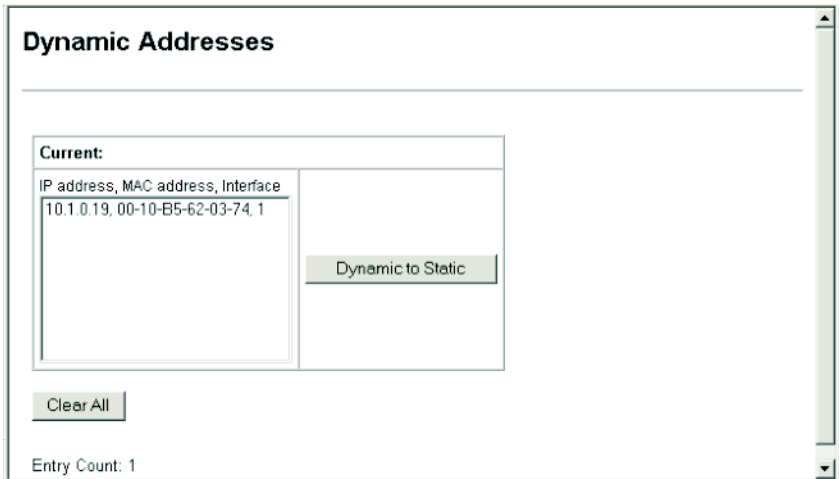 Dynamic Addresses
Current:
IP address, MAC address, Interface
10.1.0.19, 00-10-B5-62-03-74, 1
Dynamic to Static
Clear All
Entry Count: 1